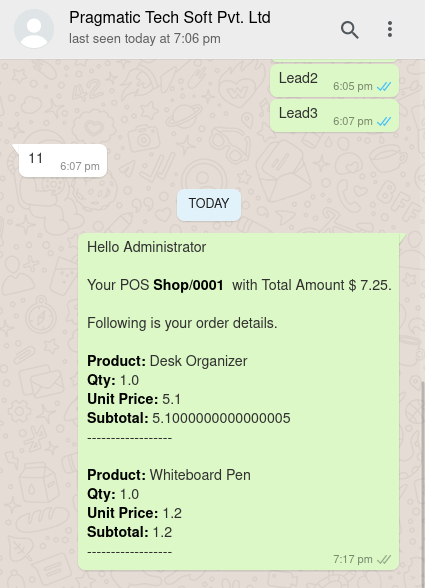 Pragmatic Tech Soft Pvt. Ltd
last seen today at 7:06 pm
Lead2
6:05 pm
Lead3
6:07 pm
11
6:07 pm
TODAY
Hello Administrator
Your POS Shop/0001 with Total Amount $ 7.25.
Following is your order details.
Product: Desk Organizer
Qty: 1.0
Unit Price: 5.1
Subtotal: 5.1000000000000005
------------------
Product: Whiteboard Pen
Qty: 1.0
Unit Price: 1.2
Subtotal: 1.2
------------------
7:17 pm